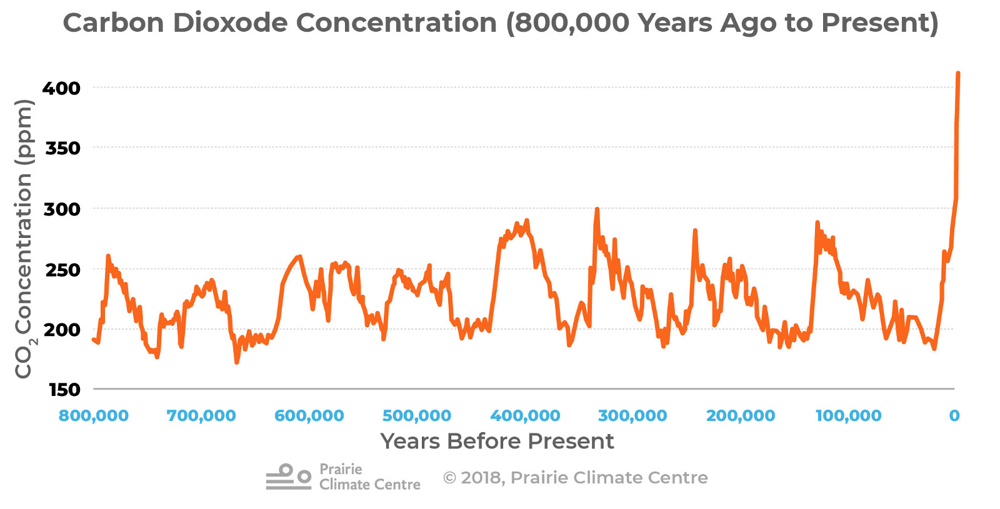 Carbon Dioxode Concentration (800,000 Years Ago to Present)
CO2 Concentration (ppm)
400
350
300
250
200
150
800,000 700,000 600,000 500,000 400,000 300,000 200,000 100,000 0
Years Before Present
Prairie
Climate Centre
© 2018, Prairie Climate Centre